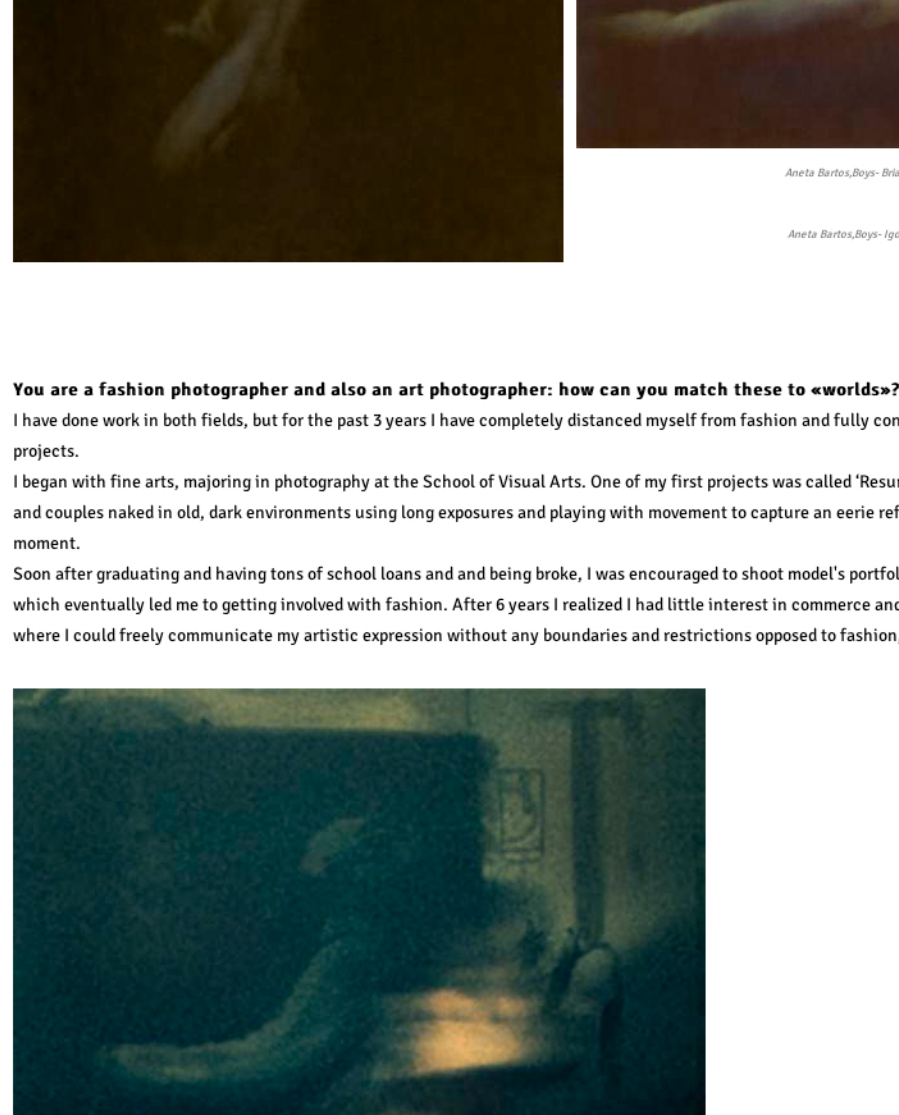 Aneta Bartos,Boys- Bria
Aneta Bartos,Boys- Igo
You are a fashion photographer and also an art photographer: how can you match these to «worlds»?
I have done work in both fields, but for the past 3 years I have completely distanced myself from fashion and fully con
projects.
I began with fine arts, majoring in photography at the School of Visual Arts. One of my first projects was called ‘Resur
and couples naked in old, dark environments using long exposures and playing with movement to capture an eerie ref
moment.
Soon after graduating and having tons of school loans and and being broke, I was encouraged to shoot model's portfol
which eventually led me to getting involved with fashion. After 6 years I realized I had little interest in commerce and
where I could freely communicate my artistic expression without any boundaries and restrictions opposed to fashion,